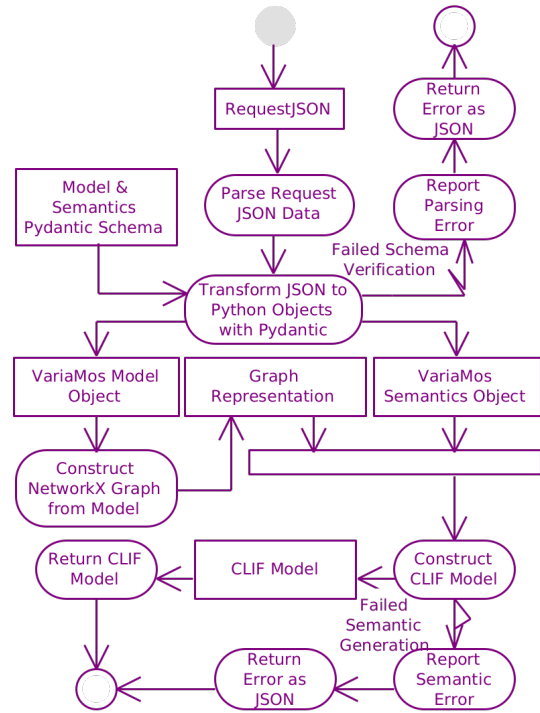 RequestJSON
Return
Error as
JSON
Model &
Semantics
Pydantic Schema
Parse Request
JSON Data
Report
Parsing
Error
Failed Schema
Verification
Transform JSON to
Python Objects
with Pydantic
VariaMos Model
Object
Graph
Representation
VariaMos
Semantics Object
Construct
NetworkX Graph
from Model
Return CLIF
Model
CLIF Model
Construct
CLIF Model
Failed
Semantic
Generation
Return
Error as
JSON
Report
Semantic
Error